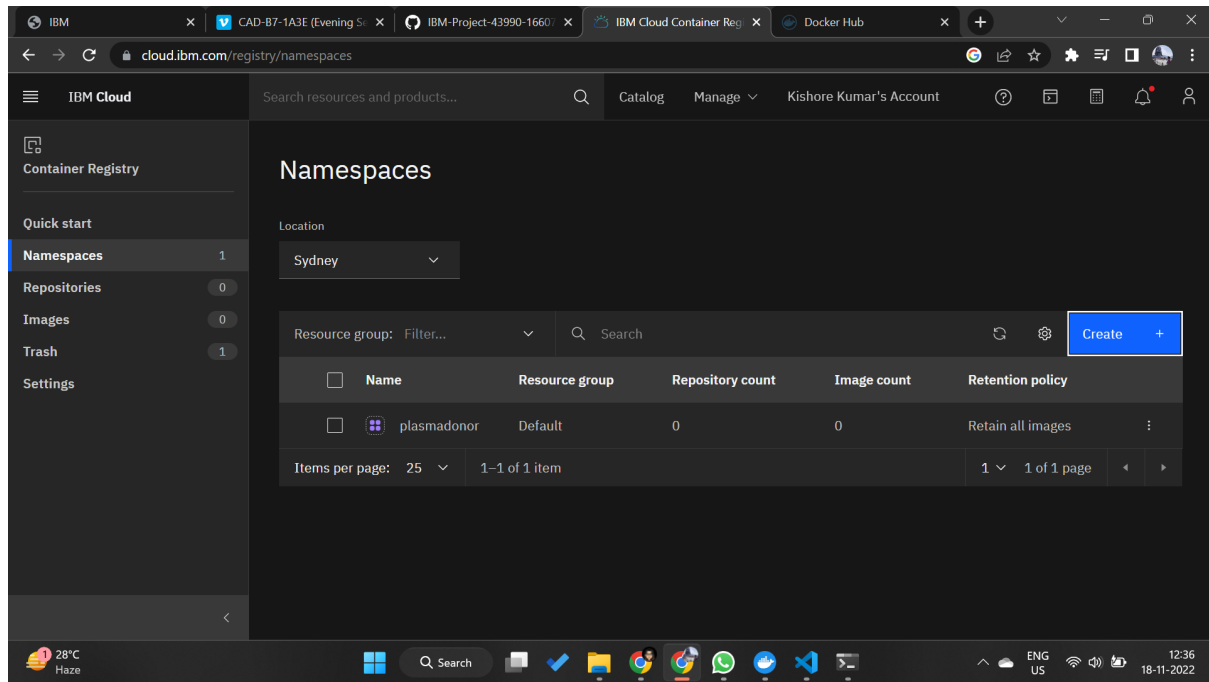 IBM
CAD-B7-1A3E (Evening Se
IBM-Project-43990-16607
IBM Cloud Container Regi
Docker Hub
cloud.ibm.com/registry/namespaces
IBM Cloud
Search resources and products...
Catalog
Manage
Kishore Kumar's Account
Container Registry
Quick start
Namespaces 1
Repositories 0
Images 0
Trash 1
Settings
Namespaces
Location
Sydney
Resource group: Filter...
Search
Create +
Name Resource group Repository count Image count Retention policy
plasmadonor Default 0 0 Retain all images
Items per page: 25 1–1 of 1 item 1 1 of 1 page
1 28°C
Haze
Search
ENG
US
12:36
18-11-2022